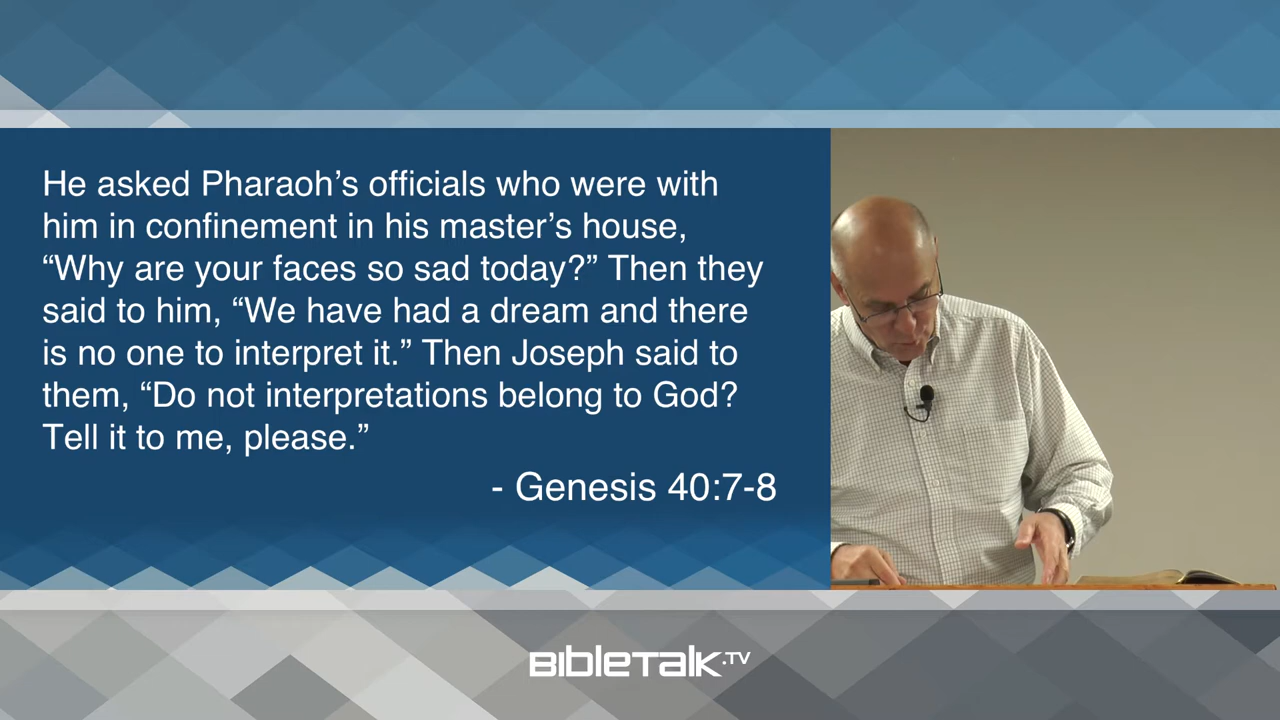 He asked Pharaoh’s officials who were with
him in confinement in his master’s house,
“Why are your faces so sad today?” Then they
said to him, “We have had a dream and there
is no one to interpret it.” Then Joseph said to
them, “Do not interpretations belong to God?
Tell it to me, please.”
- Genesis 40:7-8
BIBLETALK.TV